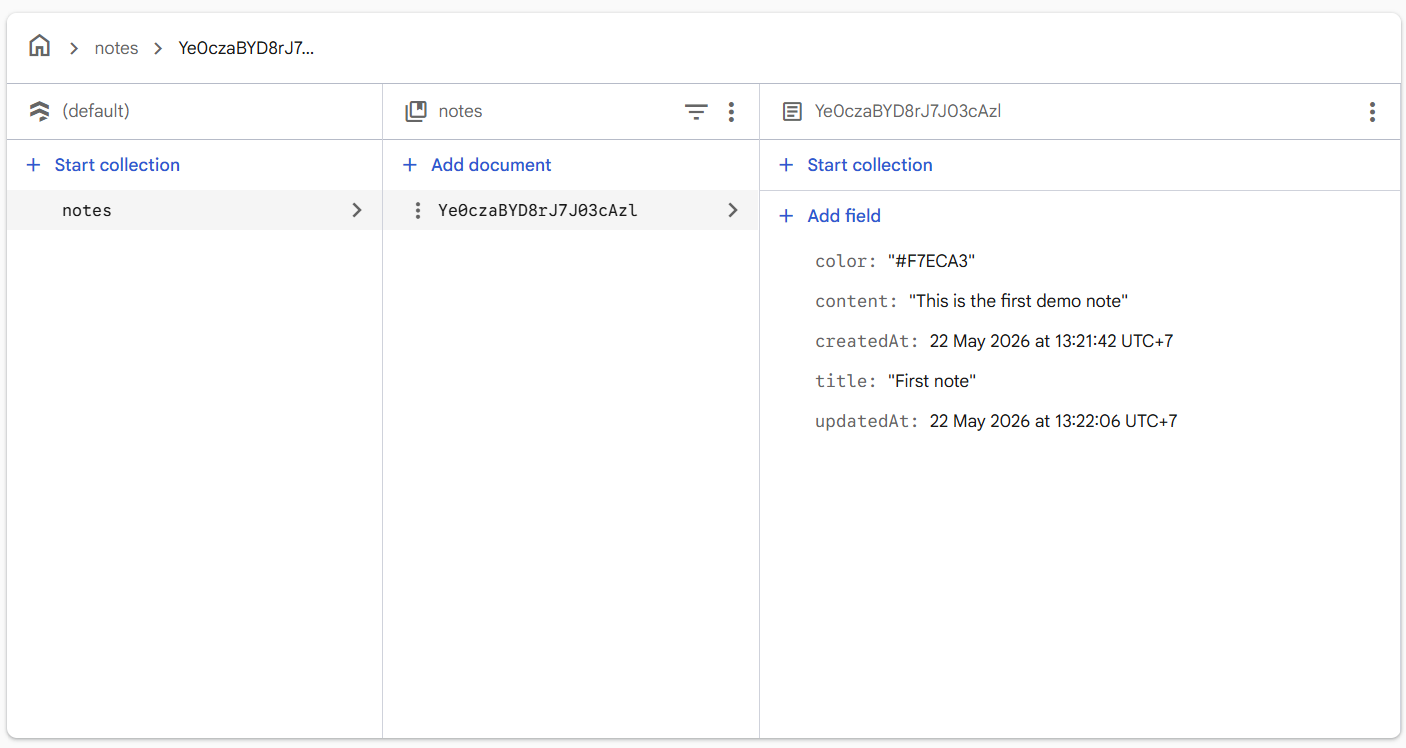 notes Ye0czaBYD8rJ7...
(default)
notes
Ye0czaBYD8rJ7J03cAzl
Start collection
Add document
Start collection
notes
Ye0czaBYD8rJ7J03cAzl
Add field
color: "#F7ECA3"
content: "This is the first demo note"
createdAt: 22 May 2026 at 13:21:42 UTC+7
title: "First note"
updatedAt: 22 May 2026 at 13:22:06 UTC+7